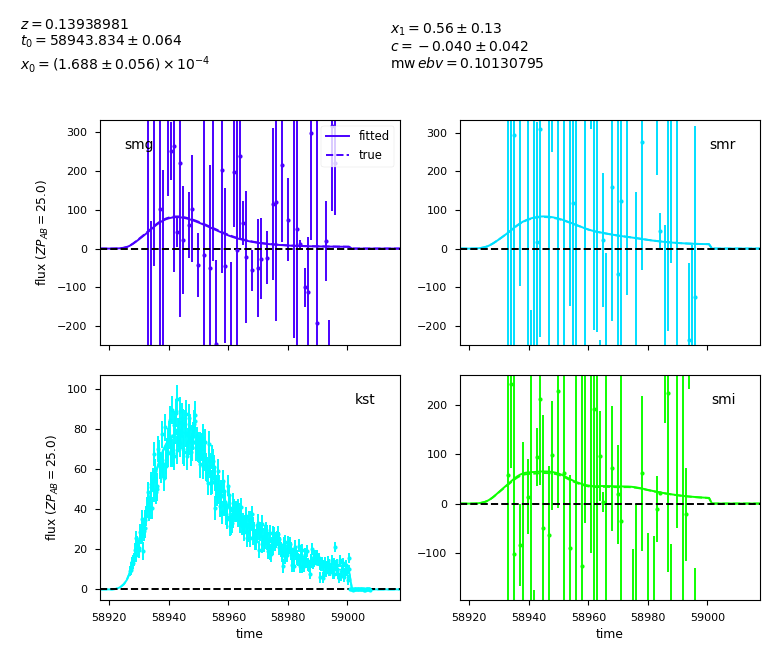 z = 0.13938981
t₀ = 58943.834 ± 0.064
x₀ = (1.688 ± 0.056) × 10⁻⁴
x₁ = 0.56 ± 0.13
c = −0.040 ± 0.042
mw ebv = 0.10130795
300
200
100
0
−100
−200
flux (ZP_AB = 25.0)
smg
fitted
true
300
200
100
0
−100
−200
smr
100
80
60
40
20
0
flux (ZP_AB = 25.0)
kst
58920 58940 58960 58980 59000
time
200
100
0
−100
smi
58920 58940 58960 58980 59000
time